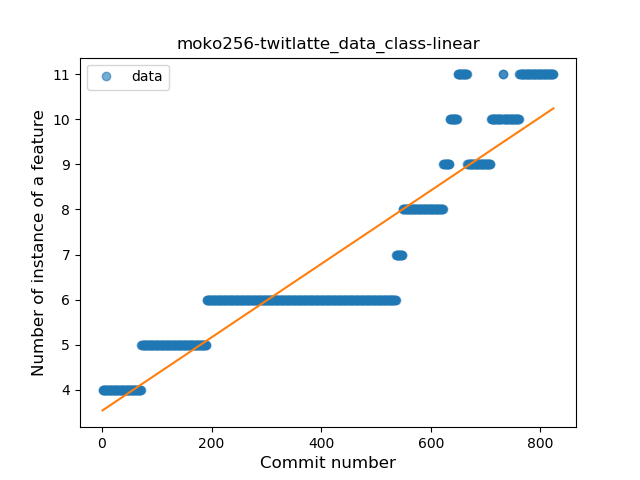 moko256-twitlatte_data_class-linear
data
Number of instance of a feature
11
10
9
8
7
6
5
4
0 200 400 600 800
Commit number